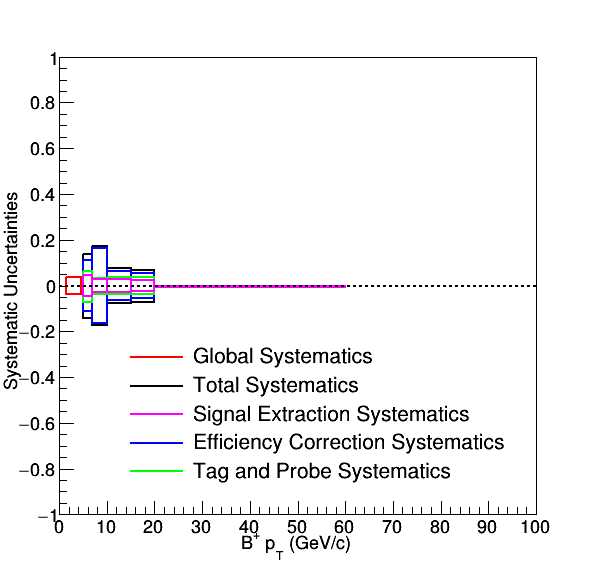 1
0.8
0.6
0.4
0.2
0
−0.2
−0.4
−0.6
−0.8
−1
Systematic Uncertainties
Global Systematics
Total Systematics
Signal Extraction Systematics
Efficiency Correction Systematics
Tag and Probe Systematics
0 10 20 30 40 50 60 70 80 90 100
B+ pT (GeV/c)